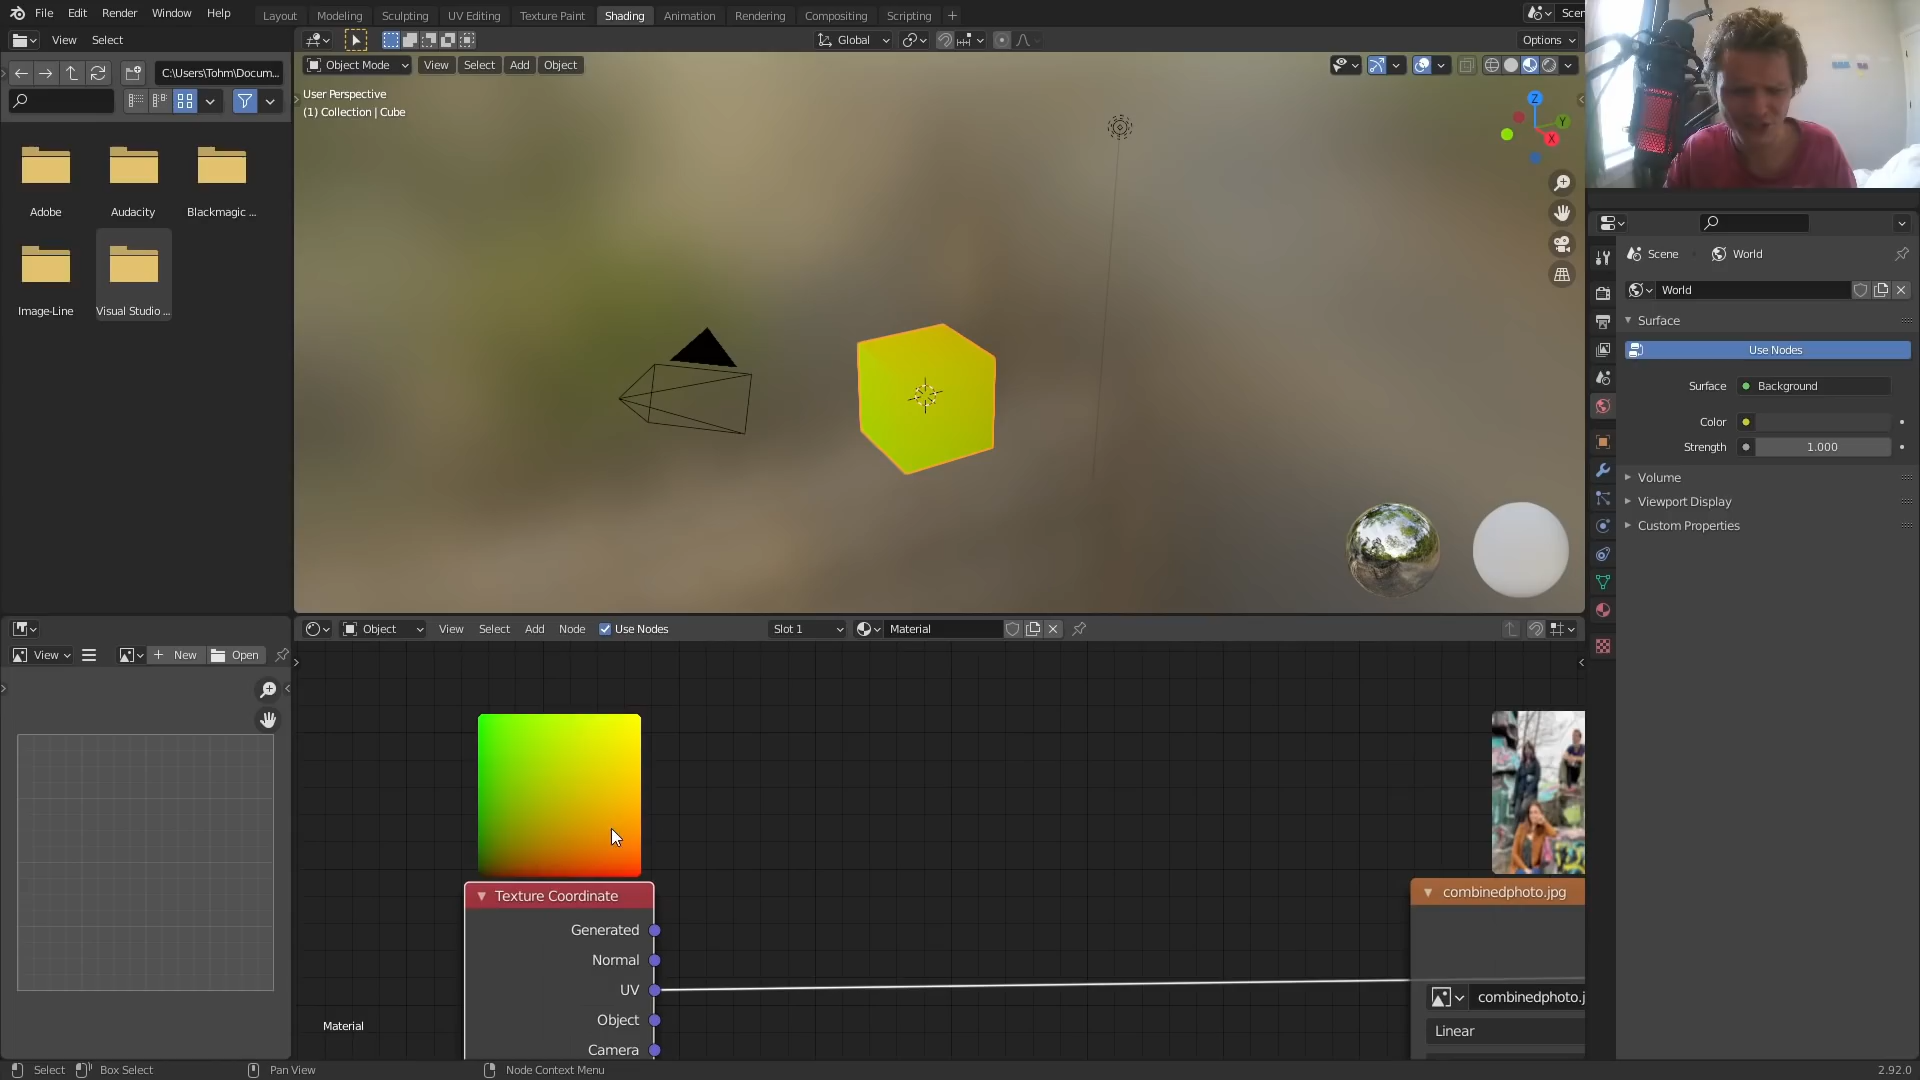 File Edit Render Window Help
Layout Modeling Sculpting UV Editing Texture Paint Shading Animation Rendering Compositing Scripting +
Scen
View Select
Global
Options
C:\Users\Tohm\Docum...
Object Mode View Select Add Object
User Perspective
(1) Collection | Cube
Z
Y
X
Adobe
Audacity
Blackmagic ...
Image-Line
Visual Studio ...
Scene
World
World
Surface
Use Nodes
Surface Background
Color
Strength 1.000
Volume
Viewport Display
Custom Properties
Object View Select Add Node Use Nodes Slot 1 Material
View New Open
Texture Coordinate
Generated
Normal
UV
Object
Camera
combinedphoto.jpg
combinedphoto.j
Linear
Material
Select Box Select Pan View Node Context Menu 2.92.0